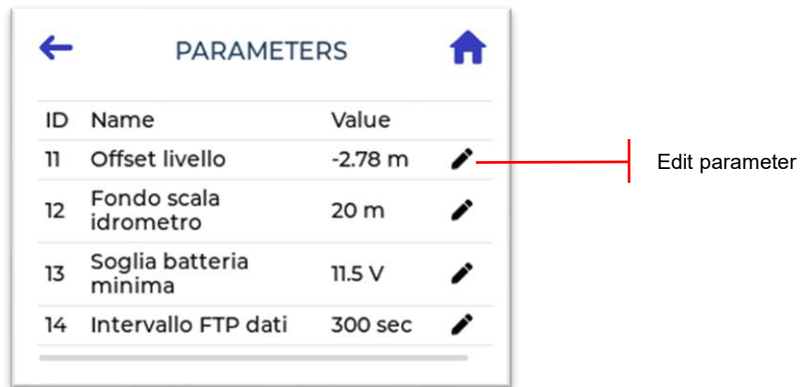 PARAMETERS
ID Name Value
11 Offset livello -2.78 m
Edit parameter
12 Fondo scala idrometro 20 m
13 Soglia batteria minima 11.5 V
14 Intervallo FTP dati 300 sec